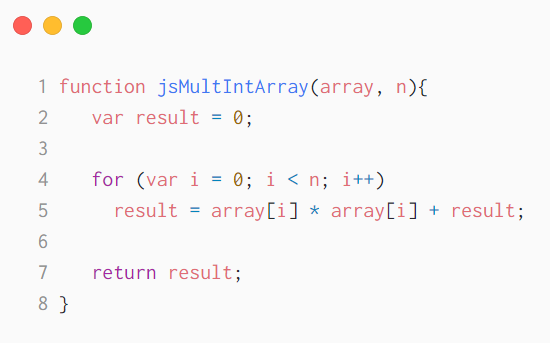 1 function jsMultIntArray(array, n){
2   var result = 0;
3
4   for (var i = 0; i < n; i++)
5     result = array[i] * array[i] + result;
6
7   return result;
8 }